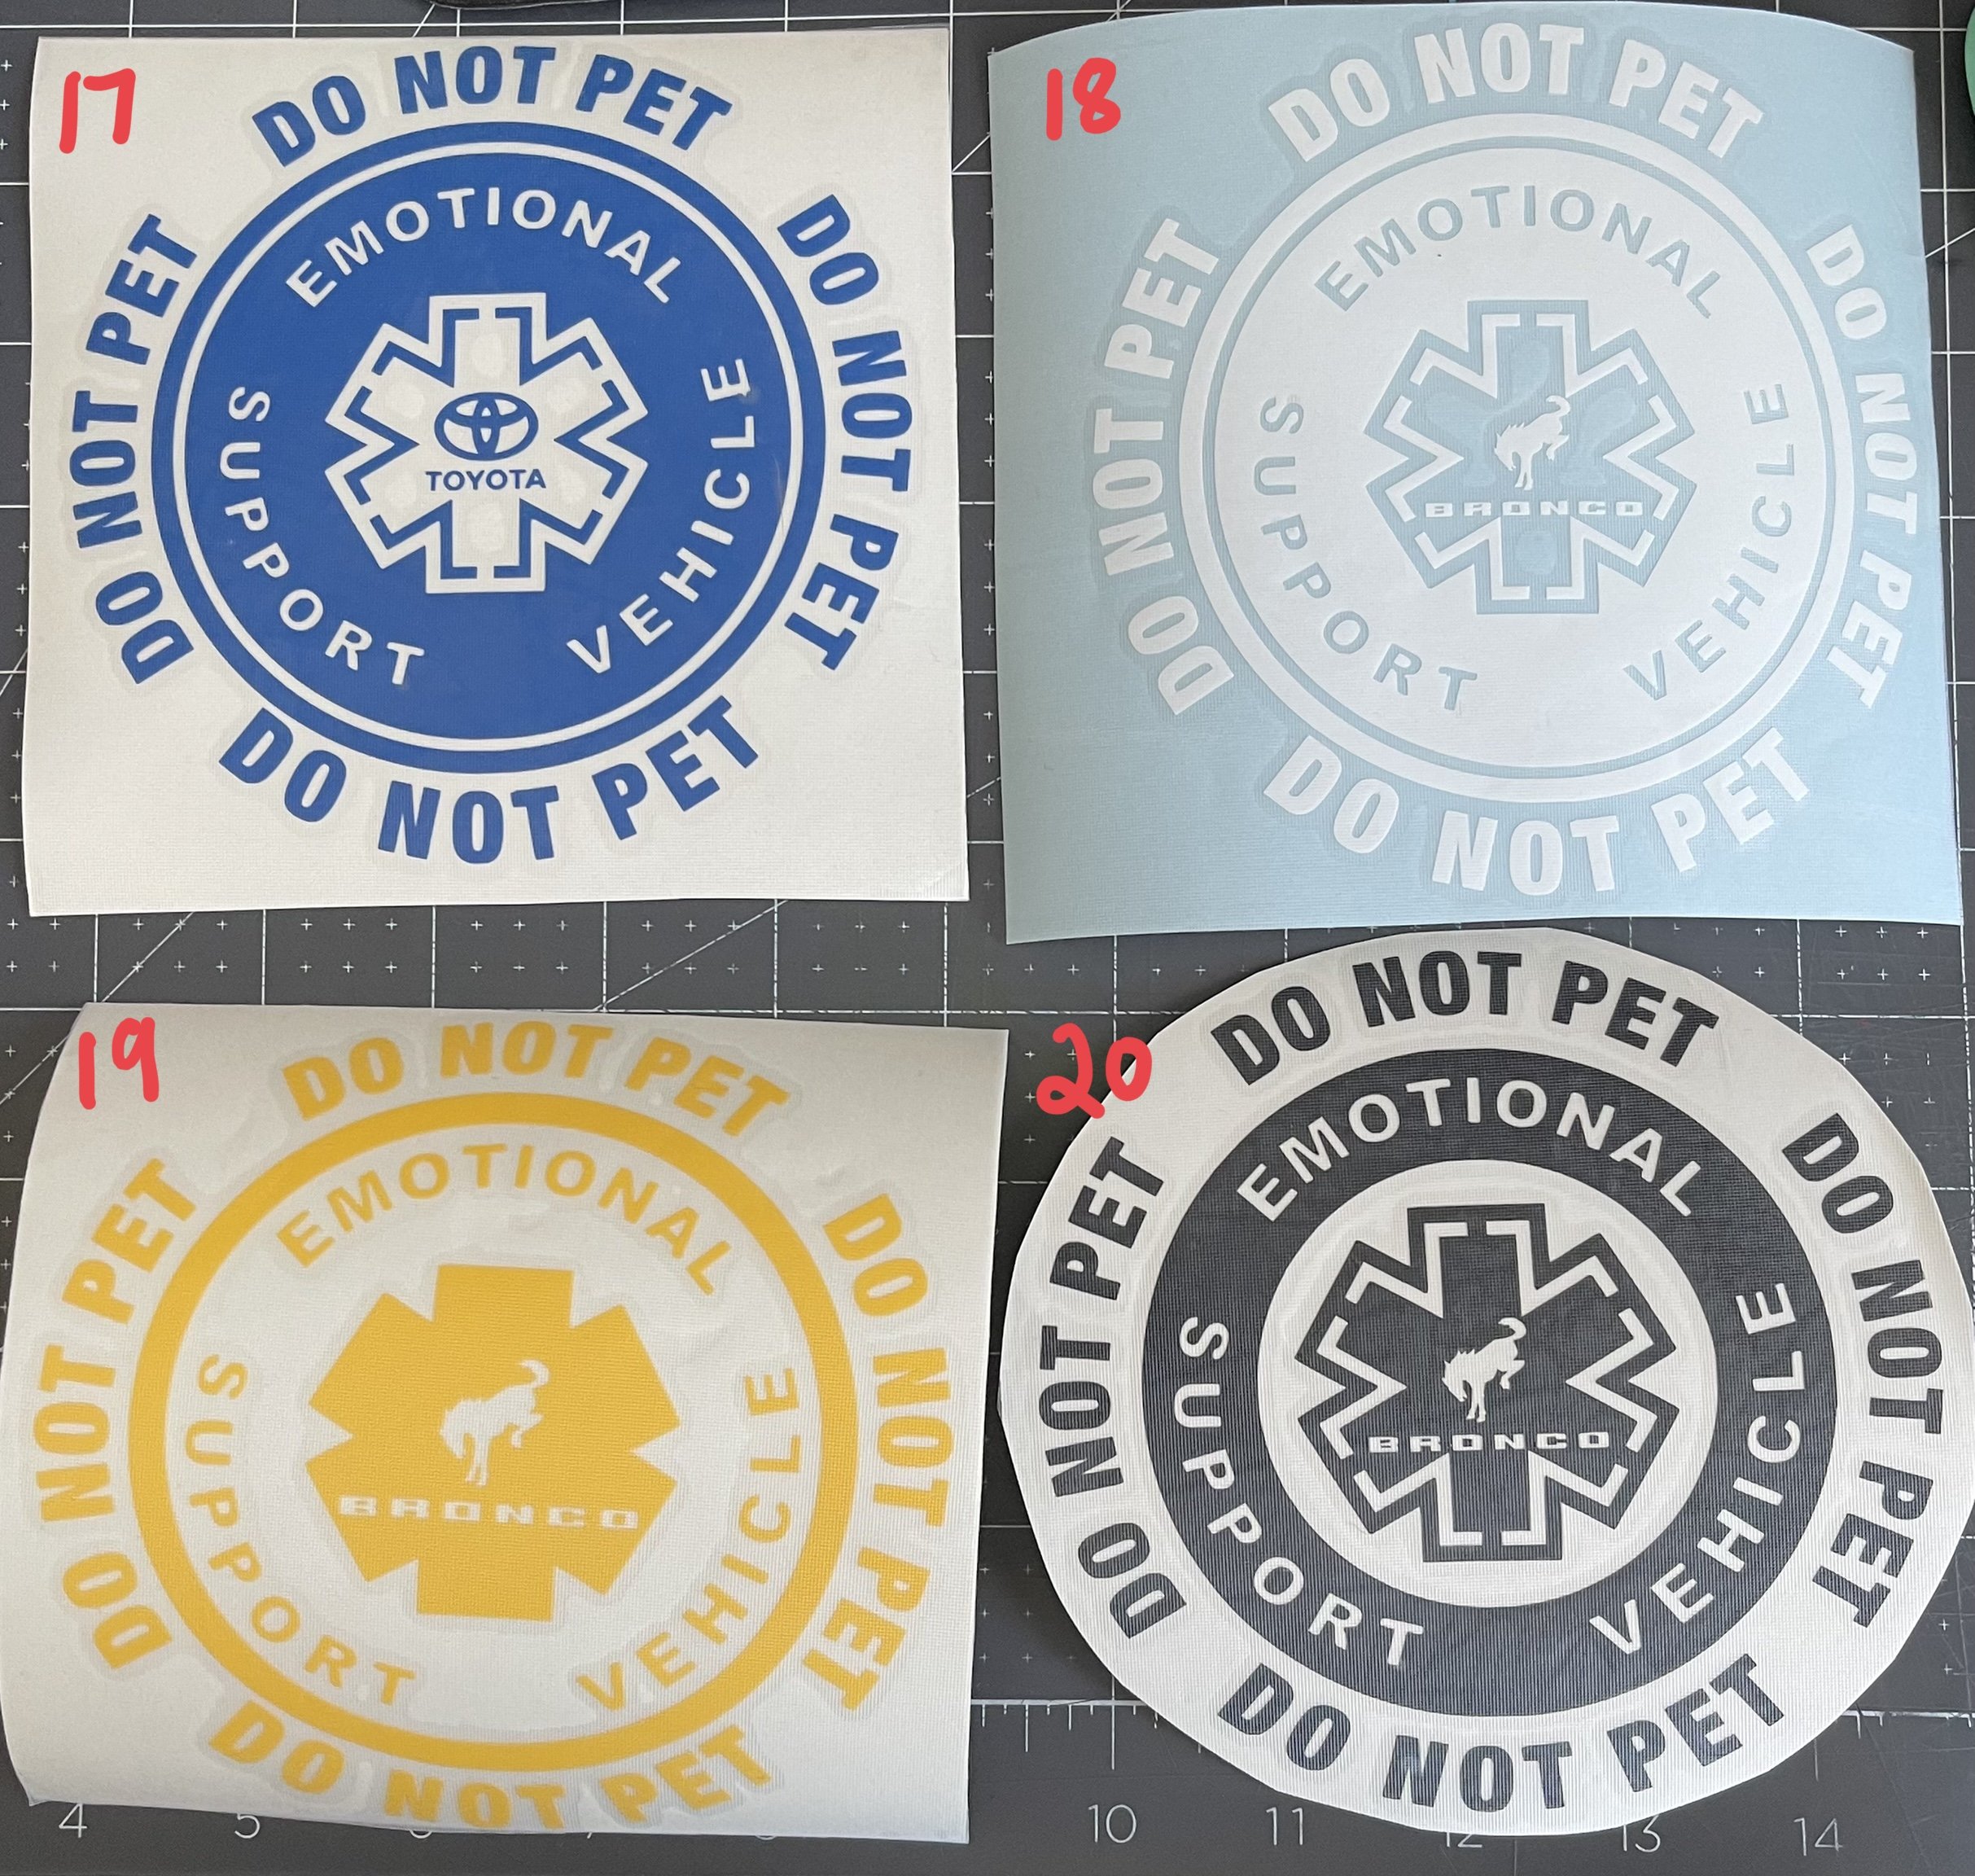 17
DO NOT PET
DO NOT PET
DO NOT PET
DO NOT PET
EMOTIONAL
SUPPORT
VEHICLE
TOYOTA
18
DO NOT PET
DO NOT PET
DO NOT PET
DO NOT PET
EMOTIONAL
SUPPORT
VEHICLE
BRONCO
19
DO NOT PET
DO NOT PET
DO NOT PET
DO NOT PET
EMOTIONAL
SUPPORT
VEHICLE
BRONCO
20
DO NOT PET
DO NOT PET
DO NOT PET
DO NOT PET
EMOTIONAL
SUPPORT
VEHICLE
BRONCO
4 5 10 11 12 13 14